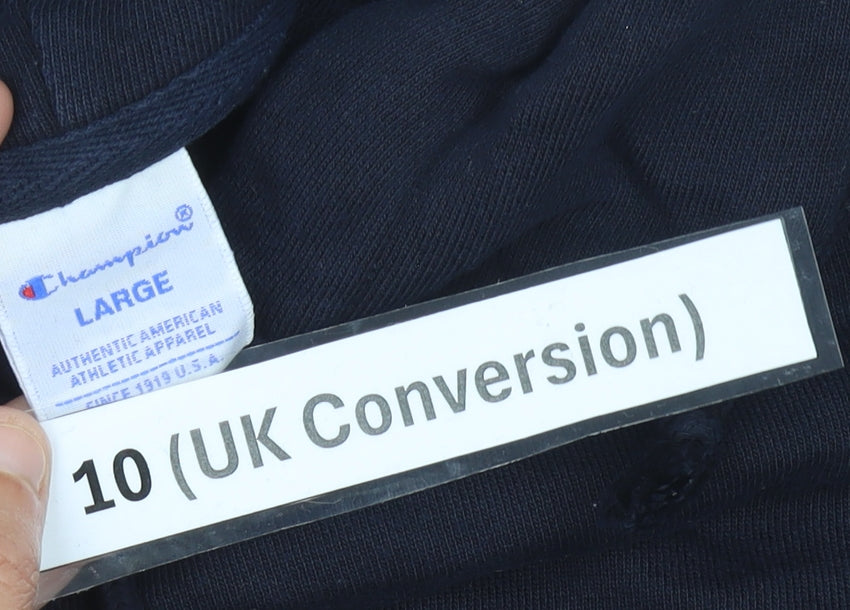 Champion®
LARGE
AUTHENTIC AMERICAN
ATHLETIC APPAREL
SINCE 1919 U.S.A.
10 (UK Conversion)